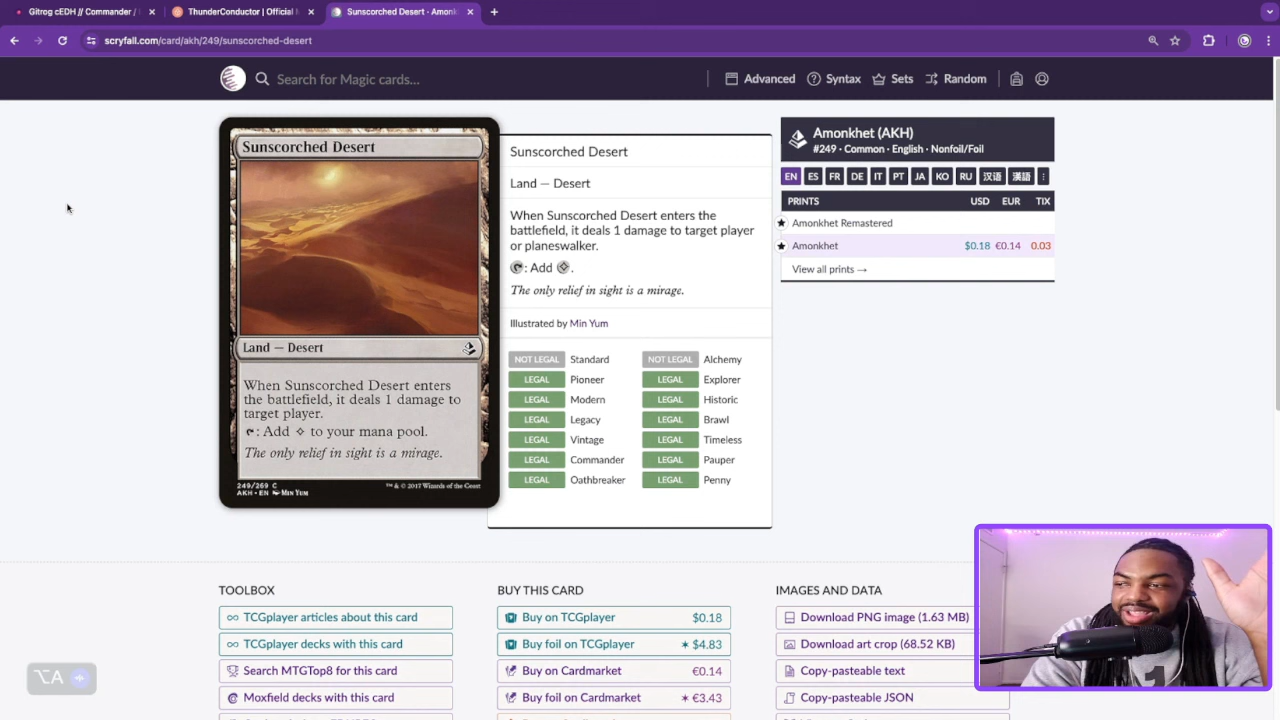 Gitrog cEDH // Commander /
ThunderConductor | Official
Sunscorched Desert · Amonk
scryfall.com/card/akh/249/sunscorched-desert
Search for Magic cards...
Advanced
Syntax
Sets
Random
Sunscorched Desert
Land — Desert
When Sunscorched Desert enters
the battlefield, it deals 1 damage to
target player.
: Add to your mana pool.
The only relief in sight is a mirage.
249/269 C
AKH • EN Min Yum
™ & © 2017 Wizards of the Coast
Sunscorched Desert
Land — Desert
When Sunscorched Desert enters the
battlefield, it deals 1 damage to target player
or planeswalker.
: Add .
The only relief in sight is a mirage.
Illustrated by Min Yum
NOT LEGAL Standard NOT LEGAL Alchemy
LEGAL Pioneer LEGAL Explorer
LEGAL Modern LEGAL Historic
LEGAL Legacy LEGAL Brawl
LEGAL Vintage LEGAL Timeless
LEGAL Commander LEGAL Pauper
LEGAL Oathbreaker LEGAL Penny
Amonkhet (AKH)
#249 · Common · English · Nonfoil/Foil
EN ES FR DE IT PT JA KO RU 汉语 漢語
PRINTS USD EUR TIX
Amonkhet Remastered
Amonkhet $0.18 €0.14 0.03
View all prints →
TOOLBOX
TCGplayer articles about this card
TCGplayer decks with this card
Search MTGTop8 for this card
Moxfield decks with this card
BUY THIS CARD
Buy on TCGplayer $0.18
Buy foil on TCGplayer ✶ $4.83
Buy on Cardmarket €0.14
Buy foil on Cardmarket ✶ €3.43
IMAGES AND DATA
Download PNG image (1.63 MB)
Download art crop (68.52 KB)
Copy-pasteable text
Copy-pasteable JSON
⌥A